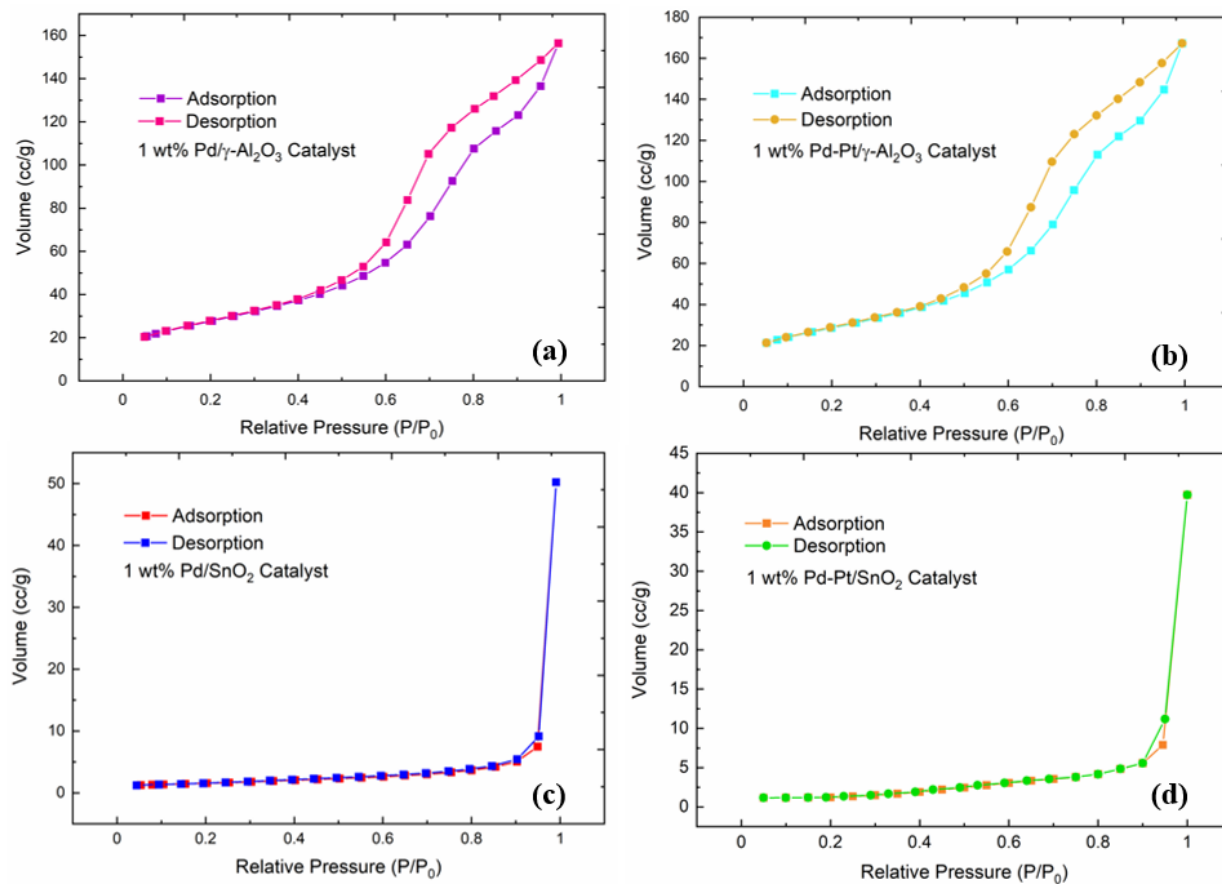 160
140
120
100
80
60
40
20
0
Volume (cc/g)
Adsorption
Desorption
1 wt% Pd/γ-Al₂O₃ Catalyst
(a)
0 0.2 0.4 0.6 0.8 1
Relative Pressure (P/P₀)
180
160
140
120
100
80
60
40
20
0
Volume (cc/g)
Adsorption
Desorption
1 wt% Pd-Pt/γ-Al₂O₃ Catalyst
(b)
0 0.2 0.4 0.6 0.8 1
Relative Pressure (P/P₀)
50
40
30
20
10
0
Volume (cc/g)
Adsorption
Desorption
1 wt% Pd/SnO₂ Catalyst
(c)
0 0.2 0.4 0.6 0.8 1
Relative Pressure (P/P₀)
45
40
35
30
25
20
15
10
5
0
Volume (cc/g)
Adsorption
Desorption
1 wt% Pd-Pt/SnO₂ Catalyst
(d)
0 0.2 0.4 0.6 0.8 1
Relative Pressure (P/P₀)